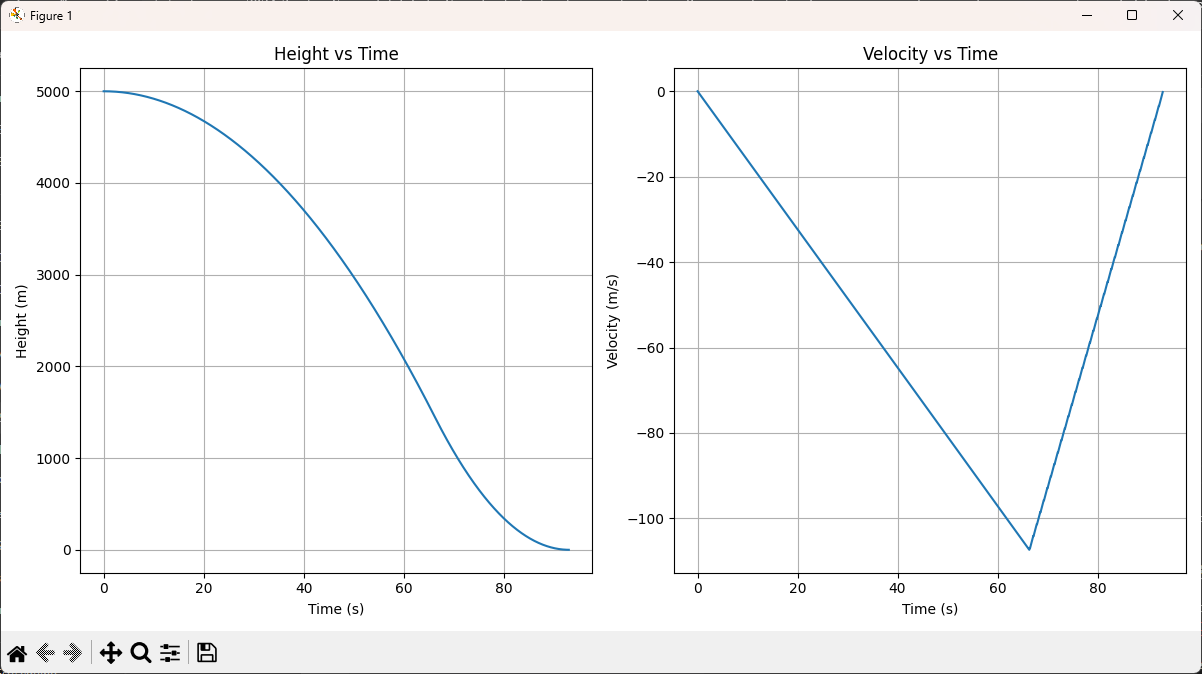 Figure 1
Height vs Time
5000
4000
3000
2000
1000
0
Height (m)
0 20 40 60 80
Time (s)
Velocity vs Time
0
−20
−40
−60
−80
−100
Velocity (m/s)
0 20 40 60 80
Time (s)